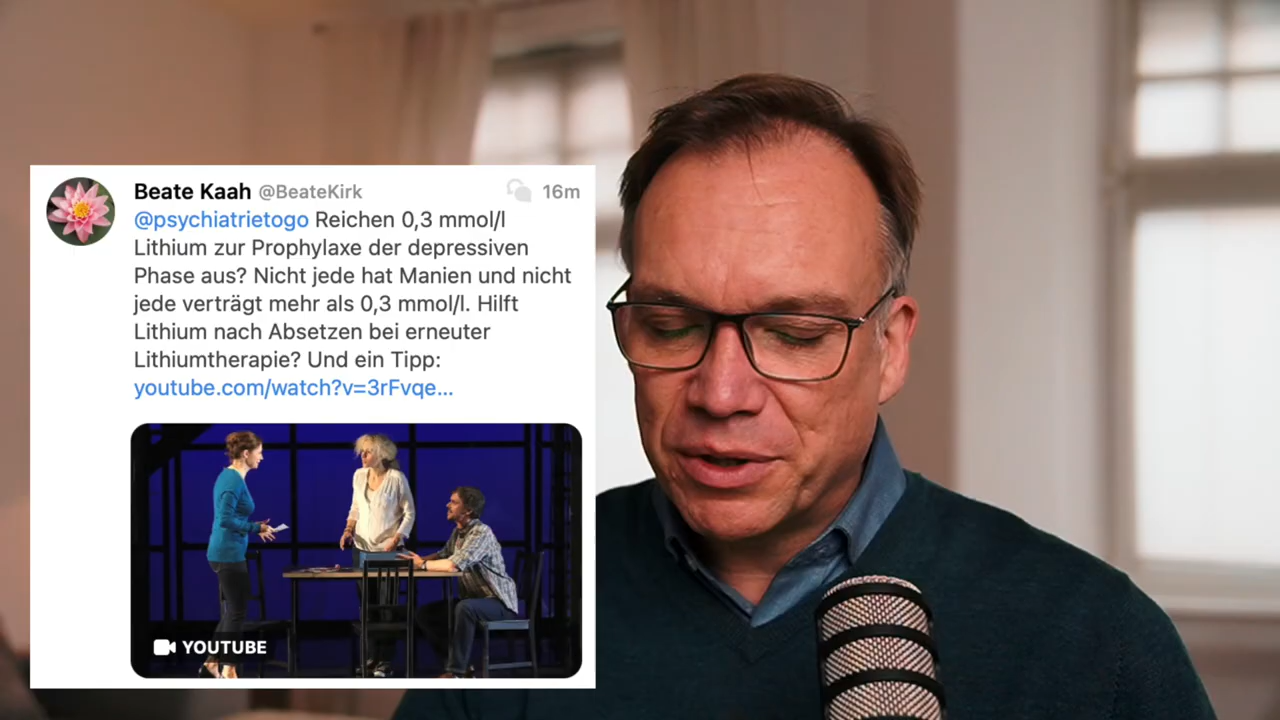 Beate Kaah @BeateKirk 16m
@psychiatrietogo Reichen 0,3 mmol/l
Lithium zur Prophylaxe der depressiven
Phase aus? Nicht jede hat Manien und nicht
jede verträgt mehr als 0,3 mmol/l. Hilft
Lithium nach Absetzen bei erneuter
Lithiumtherapie? Und ein Tipp:
youtube.com/watch?v=3rFvqe...
YOUTUBE